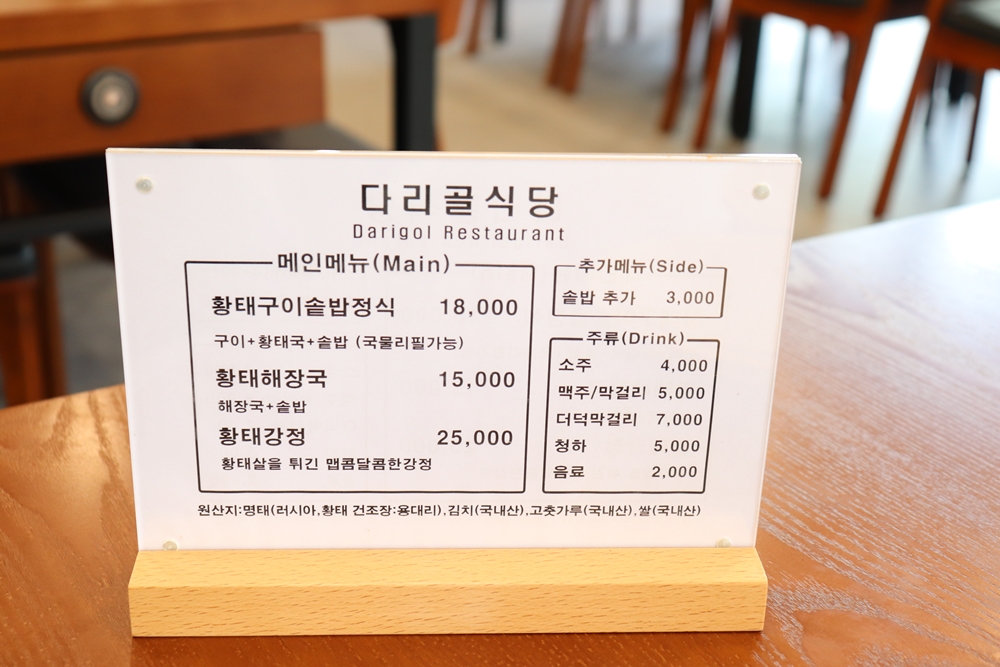 다리골식당
Darigol Restaurant
메인메뉴(Main)
황태구이솥밥정식 18,000
구이+황태국+솥밥 (국물리필가능)
황태해장국 15,000
해장국+솥밥
황태강정 25,000
황태살을 튀긴 맵콤달콤한강정
추가메뉴(Side)
솥밥 추가 3,000
주류(Drink)
소주 4,000
맥주/막걸리 5,000
더덕막걸리 7,000
청하 5,000
음료 2,000
원산지:명태(러시아,황태 건조장:용대리),김치(국내산),고춧가루(국내산),쌀(국내산)